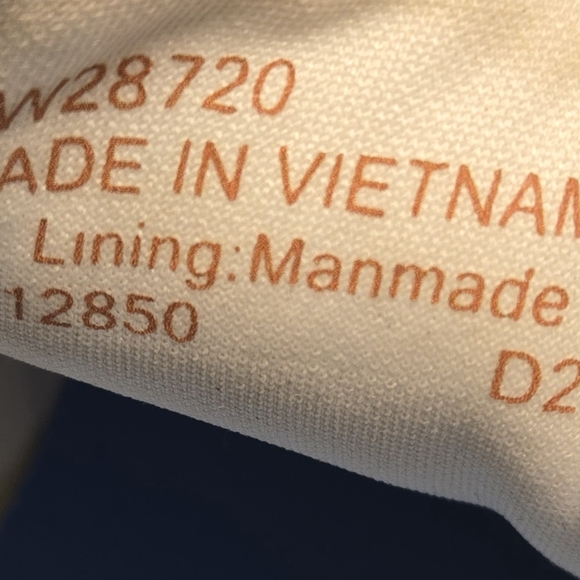 W28720
ADE IN VIETNAM
Lining: Manmade
12850
D2